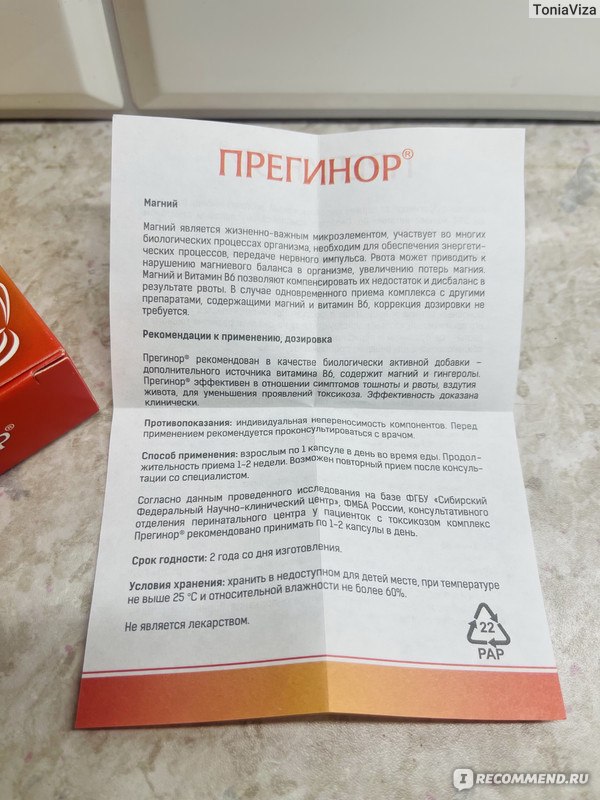 ToniaViza
ПРЕГИНОР®
Магний
Магний является жизненно-важным микроэлементом, участвует во многих
биологических процессах организма, необходим для обеспечения энергети-
ческих процессов, передаче нервного импульса. Рвота может приводить к
нарушению магниевого баланса в организме, увеличению потерь магния.
Магний и Витамин B6 позволяют компенсировать их недостаток и дисбаланс в
результате рвоты. В случае одновременного приема комплекса с другими
препаратами, содержащими магний и витамин B6, коррекция дозировки не
требуется.
Рекомендации к применению, дозировка
Прегинор® рекомендован в качестве биологически активной добавки –
дополнительного источника витамина B6, содержит магний и гингеролы.
Прегинор® эффективен в отношении симптомов тошноты и рвоты, вздутия
живота, для уменьшения проявлений токсикоза. Эффективность доказана
клинически.
Противопоказания: индивидуальная непереносимость компонентов. Перед
применением рекомендуется проконсультироваться с врачом.
Способ применения: взрослым по 1 капсуле в день во время еды. Продол-
жительность приема 1–2 недели. Возможен повторный прием после консуль-
тации со специалистом.
Согласно данным проведенного исследования на базе ФГБУ «Сибирский
Федеральный Научно-клинический центр», ФМБА России, консультативного
отделения перинатального центра у пациентов с токсикозом комплекс
Прегинор® рекомендовано принимать по 1–2 капсулы в день.
Срок годности: 2 года со дня изготовления.
Условия хранения: хранить в недоступном для детей месте, при температуре
не выше 25 °C и относительной влажности не более 60%.
Не является лекарством.
22
PAP
Р®
IRECOMMEND.RU